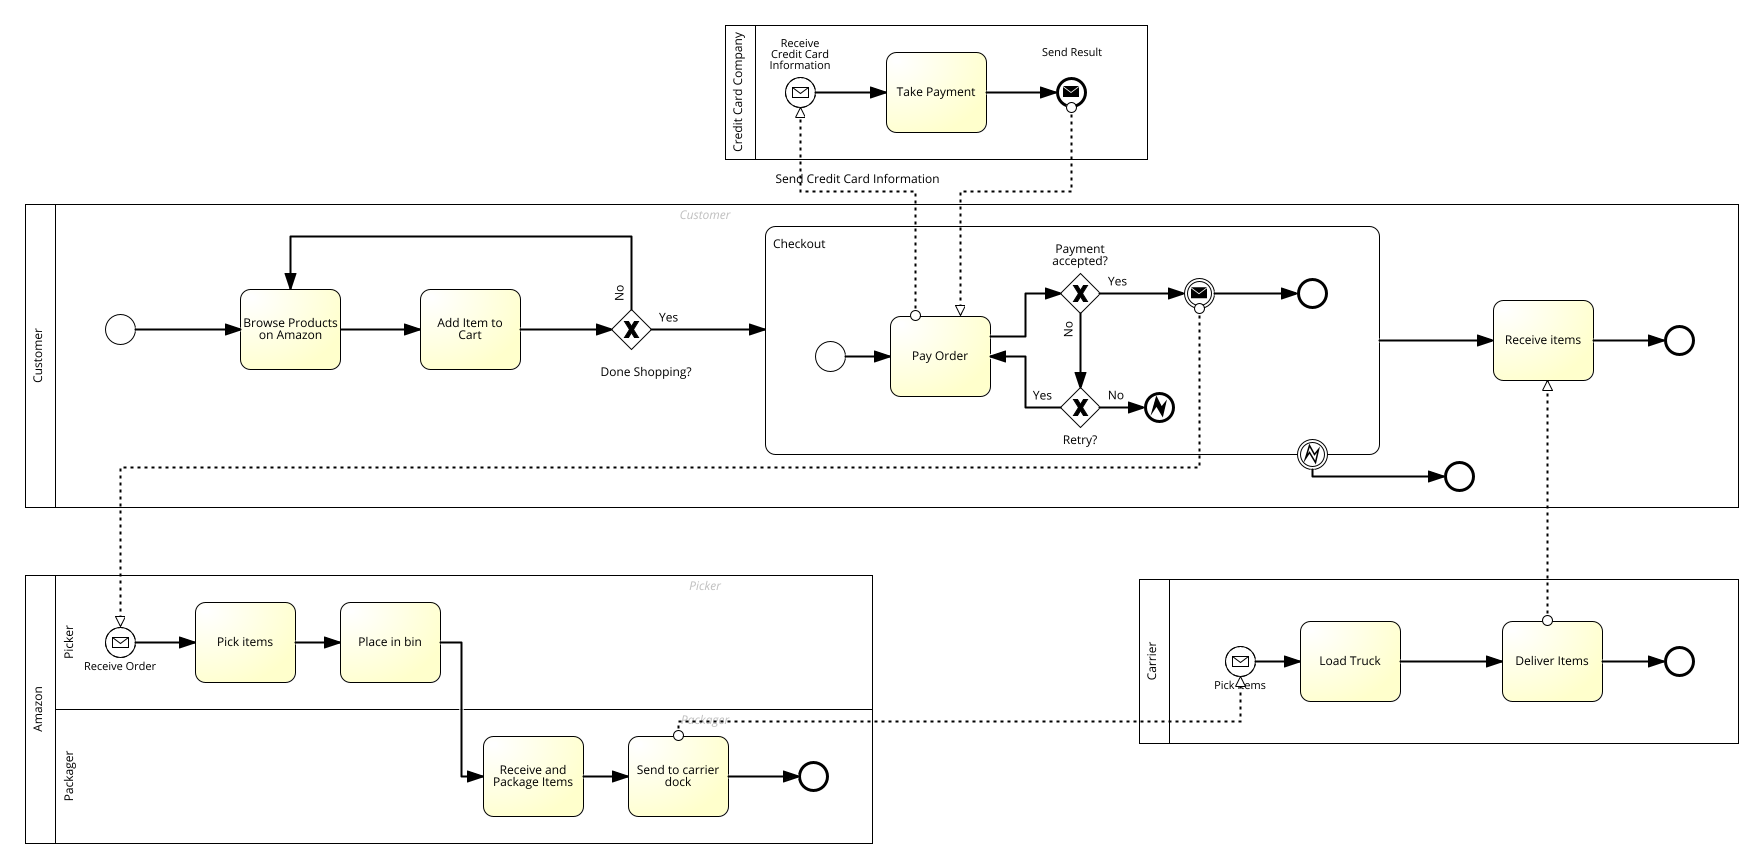 Credit Card Company
Receive
Credit Card
Information
Take Payment
Send Result
Send Credit Card Information
Customer
Customer
Browse Products
on Amazon
Add Item to
Cart
No
Yes
Done Shopping?
Checkout
Pay Order
Payment
accepted?
Yes
No
Yes
No
Retry?
Receive items
Amazon
Picker
Picker
Receive Order
Pick items
Place in bin
Packager
Packager
Receive and
Package Items
Send to carrier
dock
Carrier
Pick items
Load Truck
Deliver Items